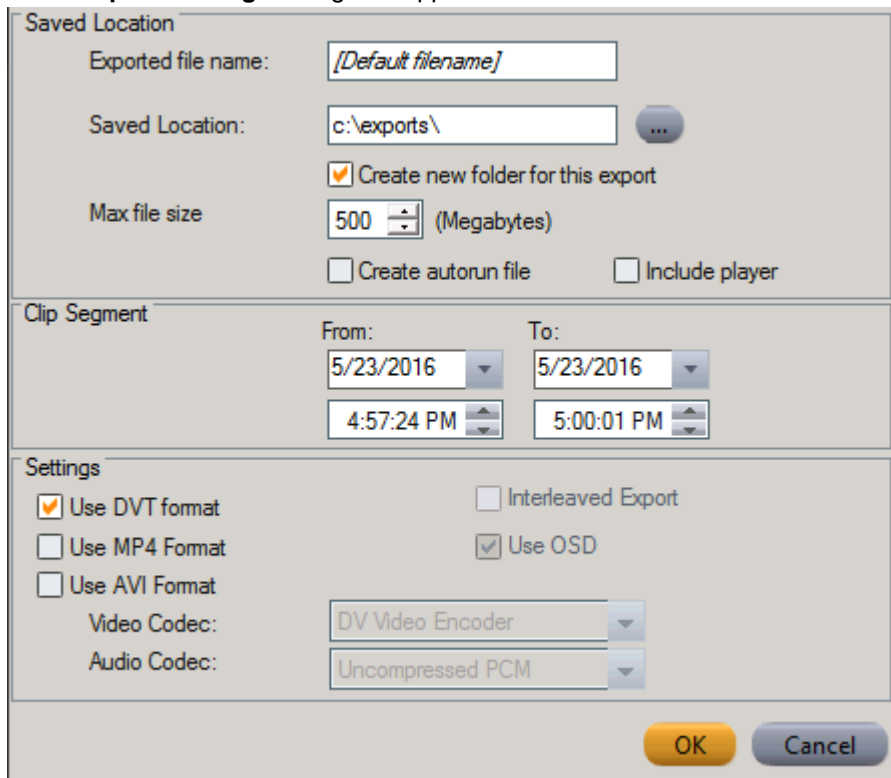 Saved Location
Exported file name: [Default filename]
Saved Location: c:\exports\ ...
Create new folder for this export
Max file size 500 (Megabytes)
Create autorun file Include player
Clip Segment
From: To:
5/23/2016 5/23/2016
4:57:24 PM 5:00:01 PM
Settings
Use DVT format Interleaved Export
Use MP4 Format Use OSD
Use AVI Format
Video Codec: DV Video Encoder
Audio Codec: Uncompressed PCM
OK Cancel